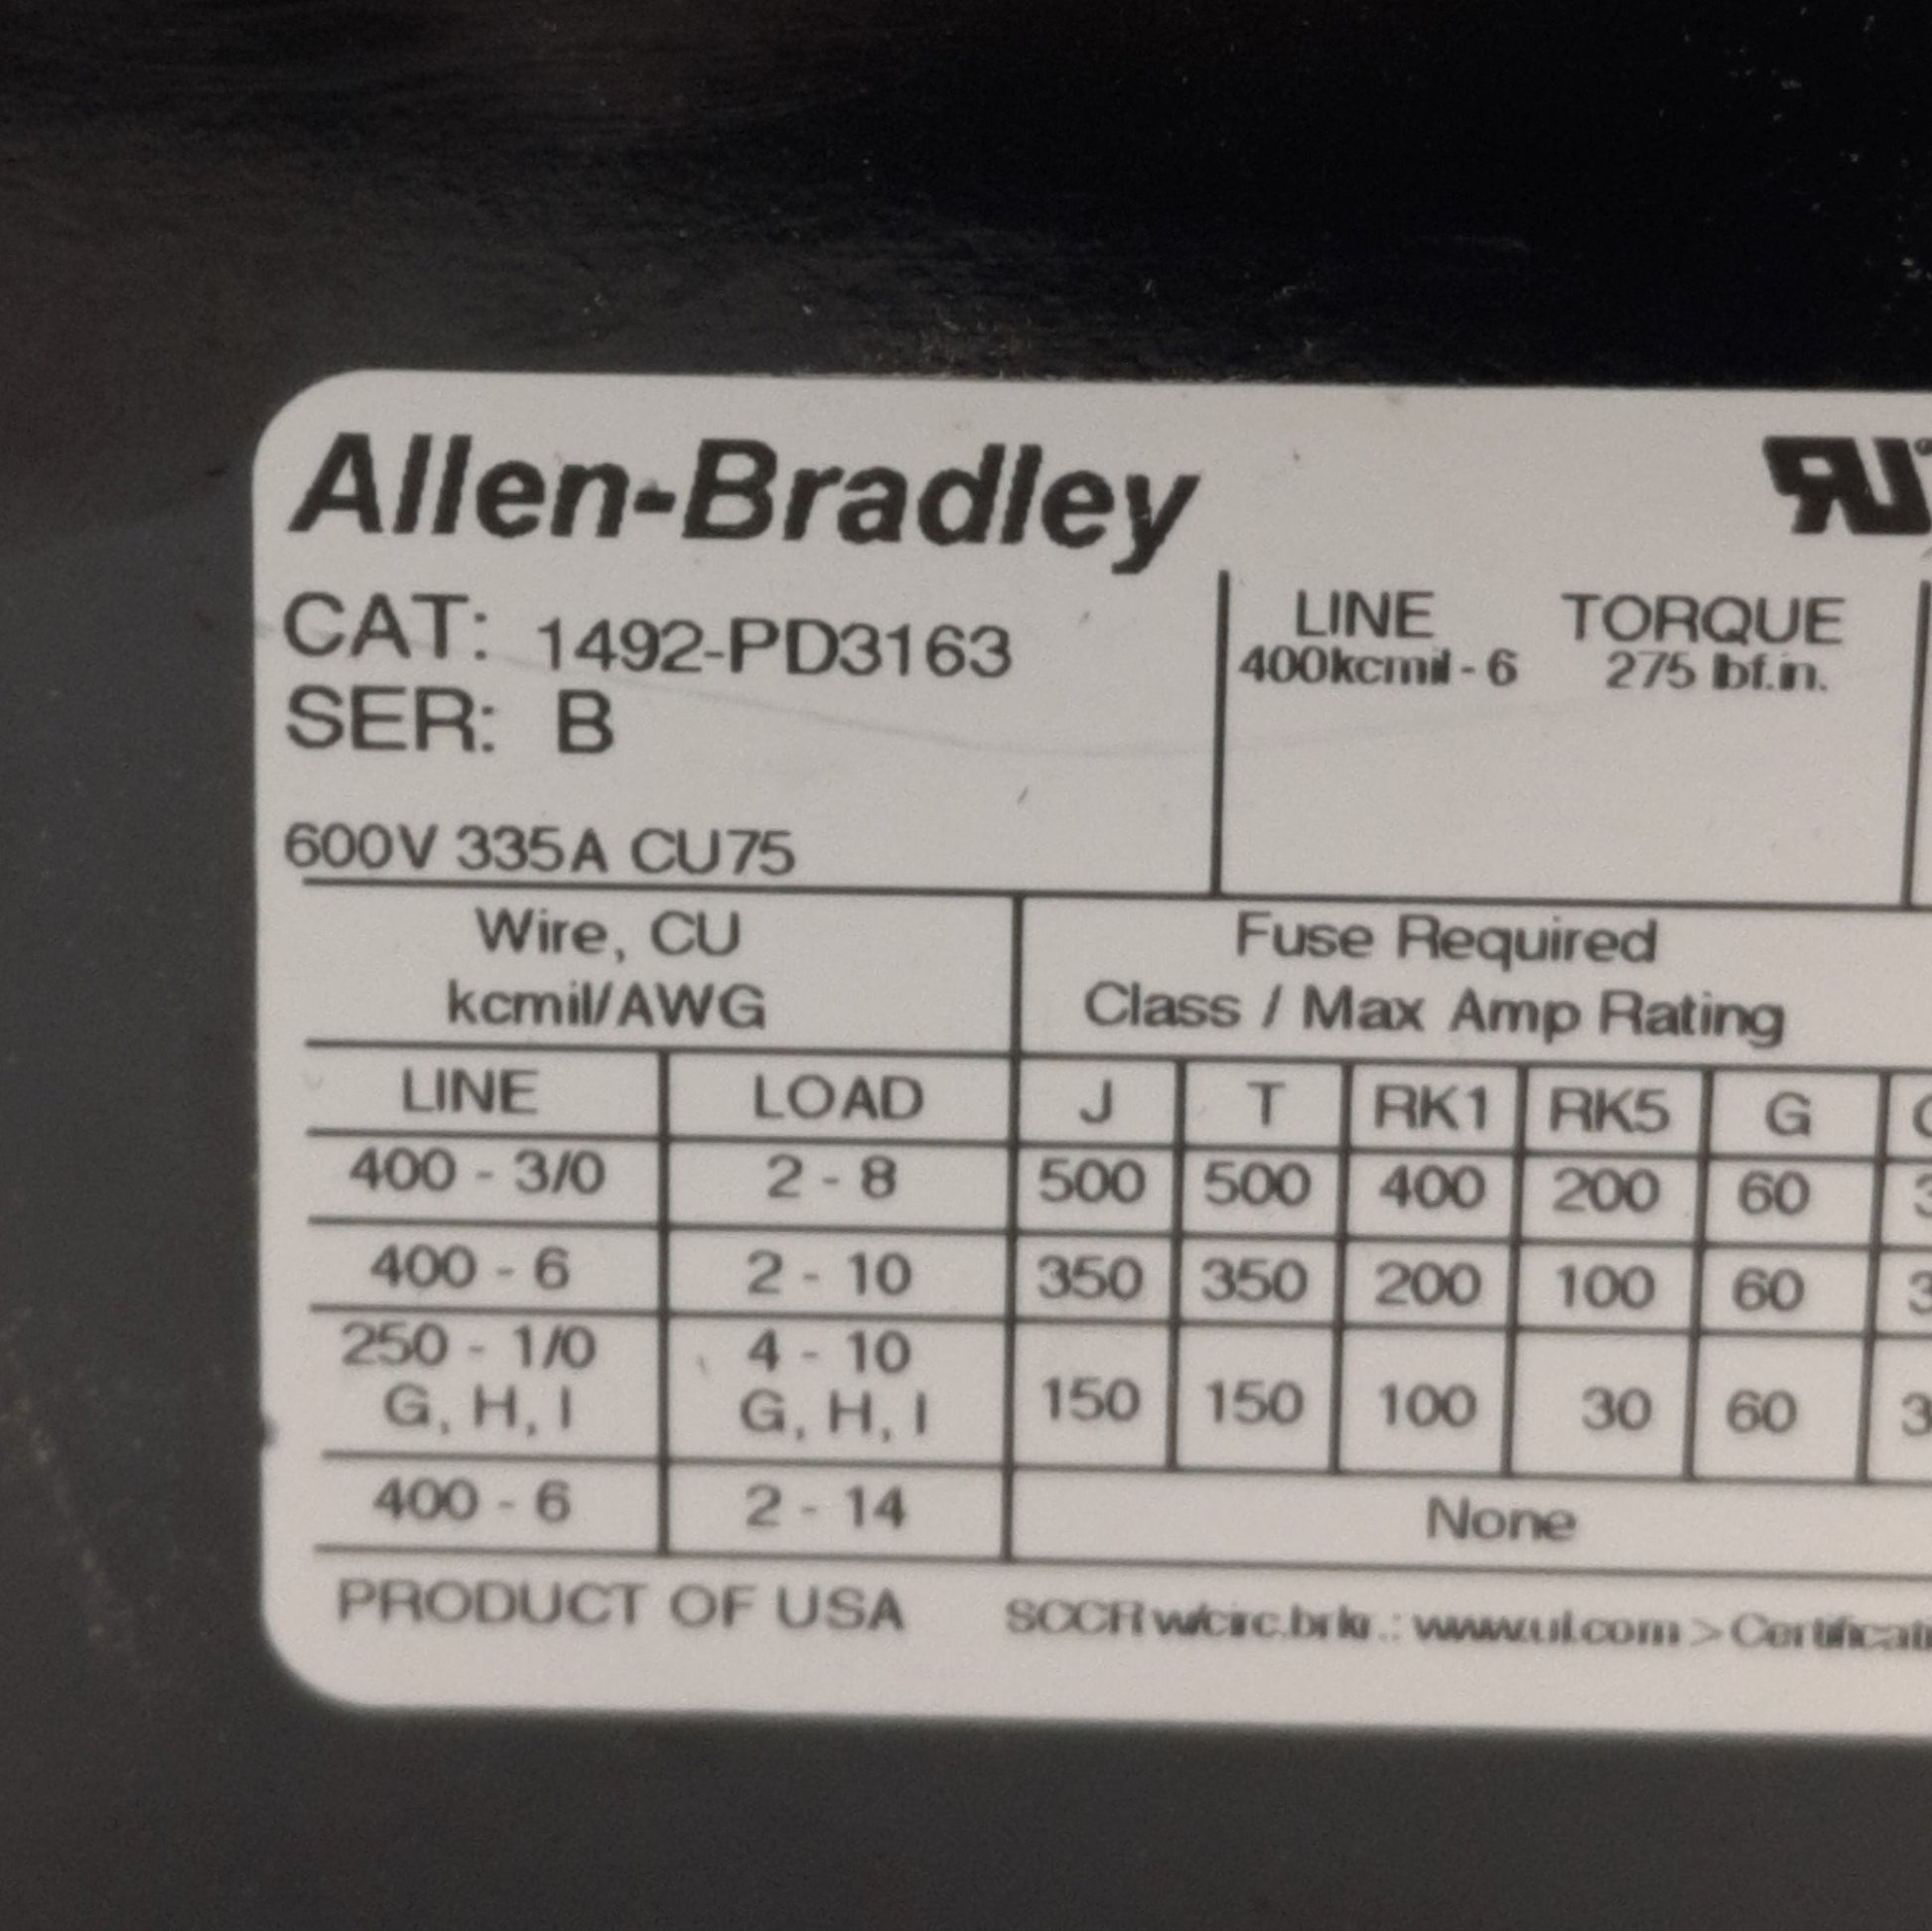 Allen-Bradley
CAT: 1492-PD3163
SER: B
600V 335A CU75
LINE TORQUE
400kcmil - 6 275 lbf.in.
Wire, CU
kcmil/AWG
Fuse Required
Class / Max Amp Rating
LINE LOAD J T RK1 RK5 G
400 - 3/0 2 - 8 500 500 400 200 60
400 - 6 2 - 10 350 350 200 100 60
250 - 1/0 4 - 10
G, H, I G, H, I 150 150 100 30 60
400 - 6 2 - 14 None
PRODUCT OF USA SCCR w/circ.brkr.: www.ul.com >